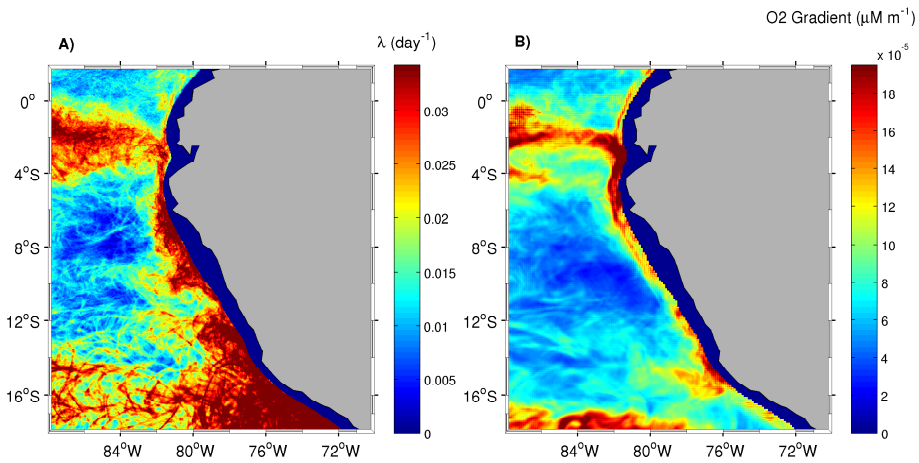 A)
λ (day⁻¹)
0°
4°S
8°S
12°S
16°S
84°W
80°W
76°W
72°W
0.03
0.025
0.02
0.015
0.01
0.005
0
B)
O2 Gradient (μM m⁻¹)
x 10⁻⁵
0°
4°S
8°S
12°S
16°S
84°W
80°W
76°W
72°W
18
16
14
12
10
8
6
4
2
0